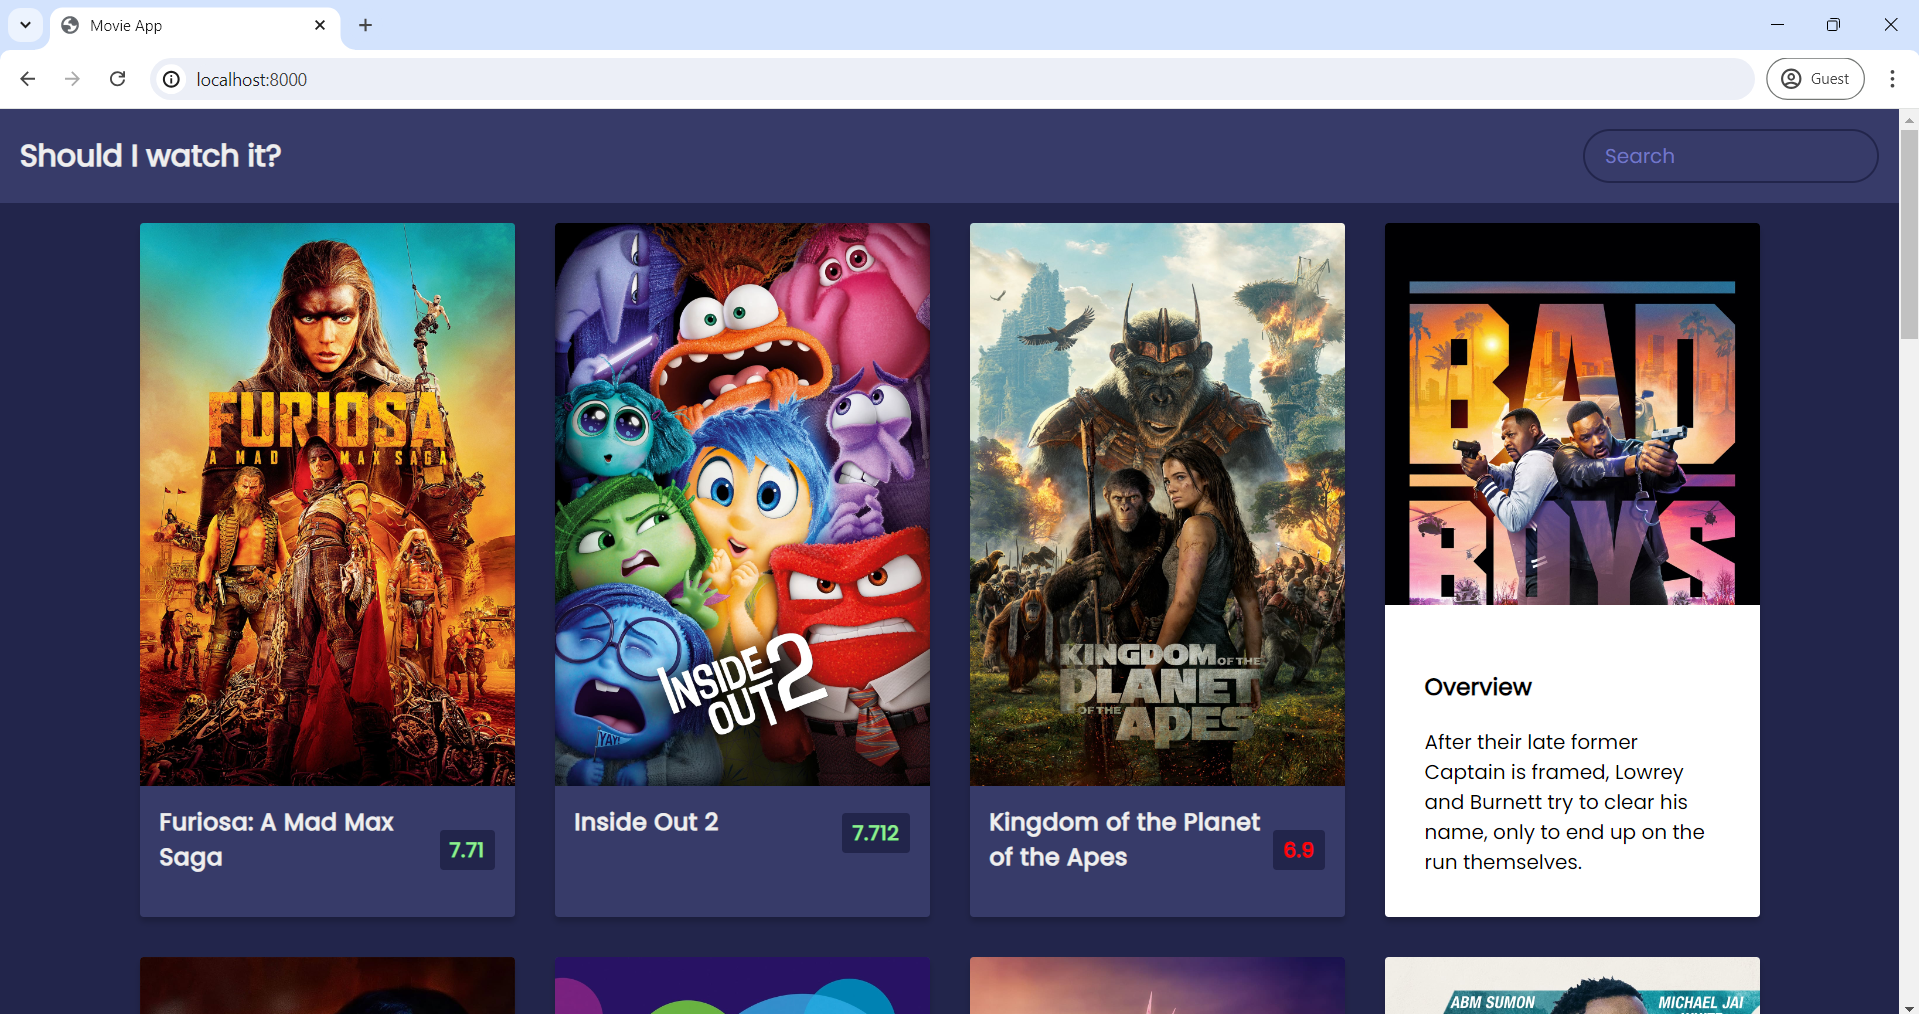 Movie App
localhost:8000
Guest
Should I watch it?
Search
FURIOSA
A MAD MAX SAGA
YAY!
INSIDE
OUT 2
KINGDOM OF THE
PLANET
OF THE APES
BAD
BOYS
Furiosa: A Mad Max
Saga
7.71
Inside Out 2
7.712
Kingdom of the Planet
of the Apes
6.9
Overview
After their late former
Captain is framed, Lowrey
and Burnett try to clear his
name, only to end up on the
run themselves.
ABM SUMON
MICHAEL JAI